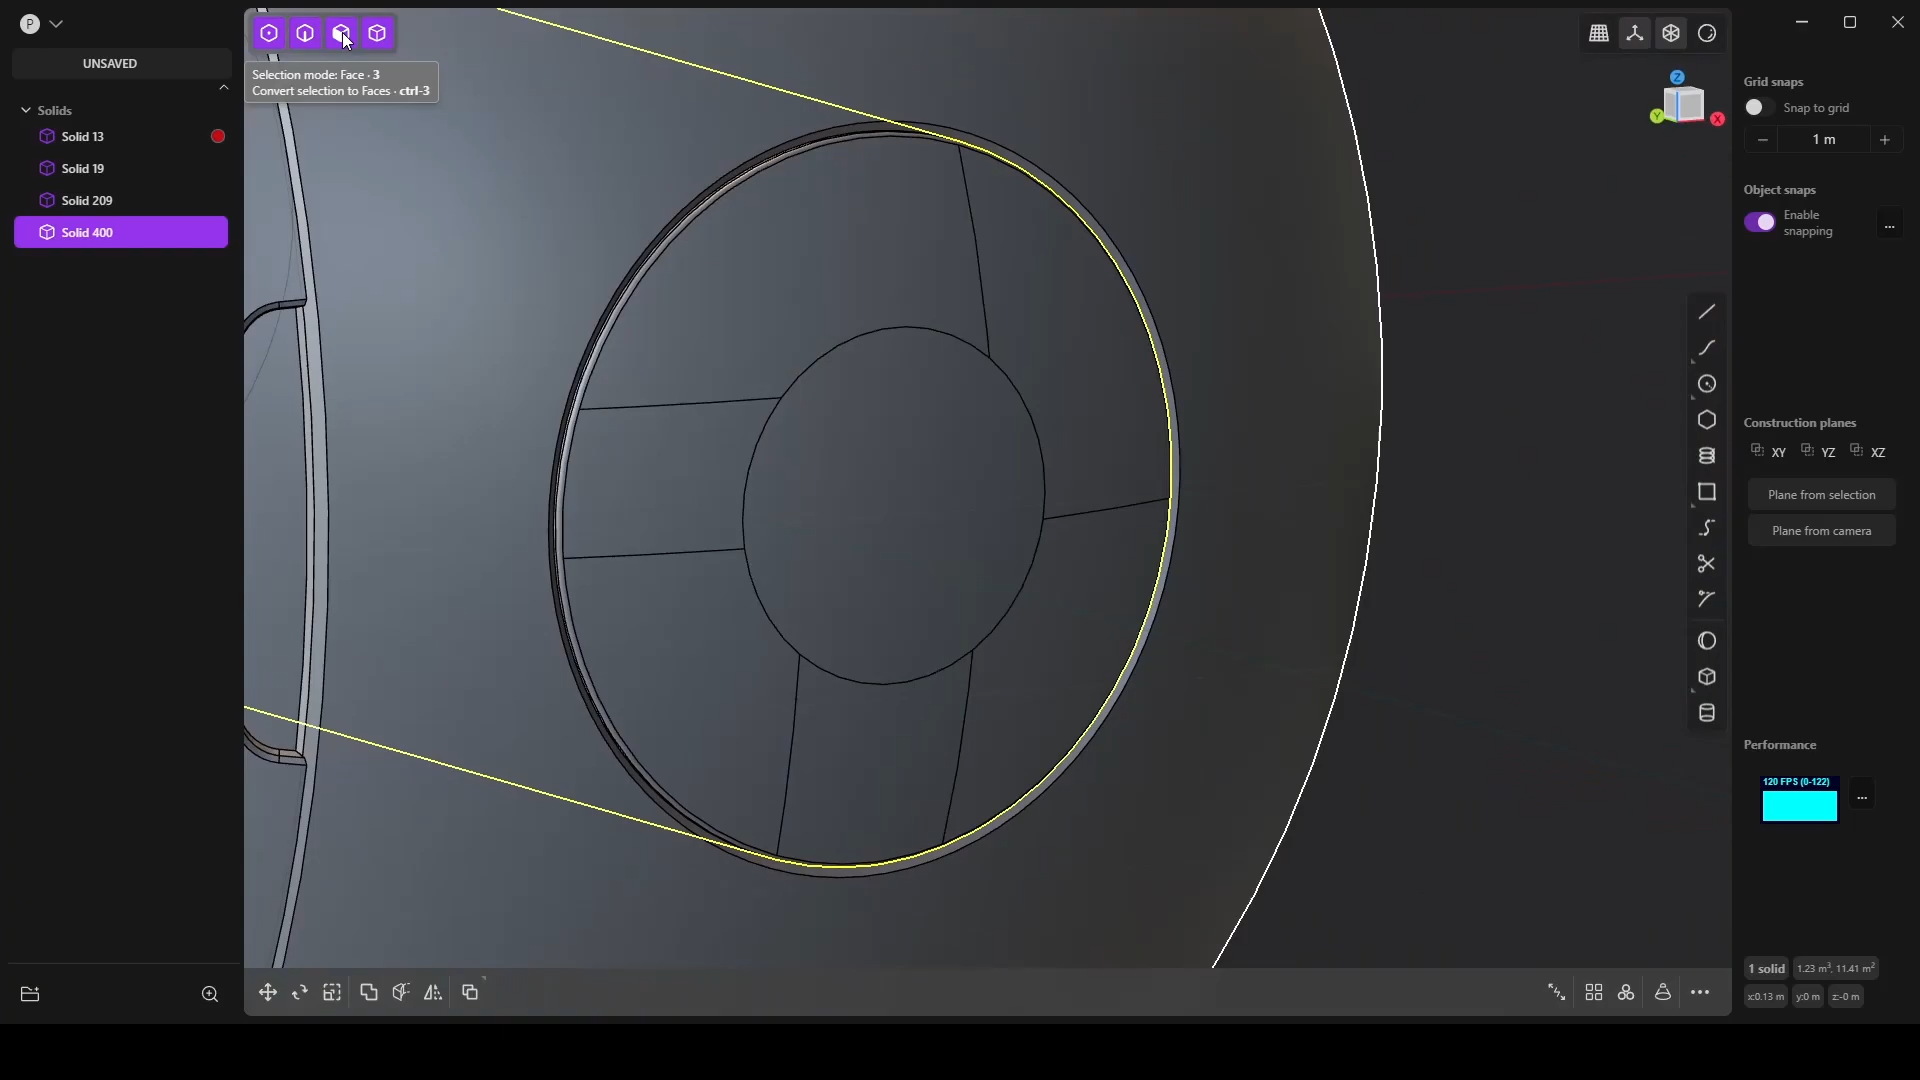 P
UNSAVED
Solids
Solid 13
Solid 19
Solid 209
Solid 400
Selection mode: Face · 3
Convert selection to Faces · ctrl-3
Z
Y
X
Grid snaps
Snap to grid
1 m
Object snaps
Enable
snapping
...
Construction planes
XY
YZ
XZ
Plane from selection
Plane from camera
Performance
120 FPS (0-122)
...
1 solid
1.23 m³, 11.41 m²
x:0.13 m
y:0 m
z:-0 m